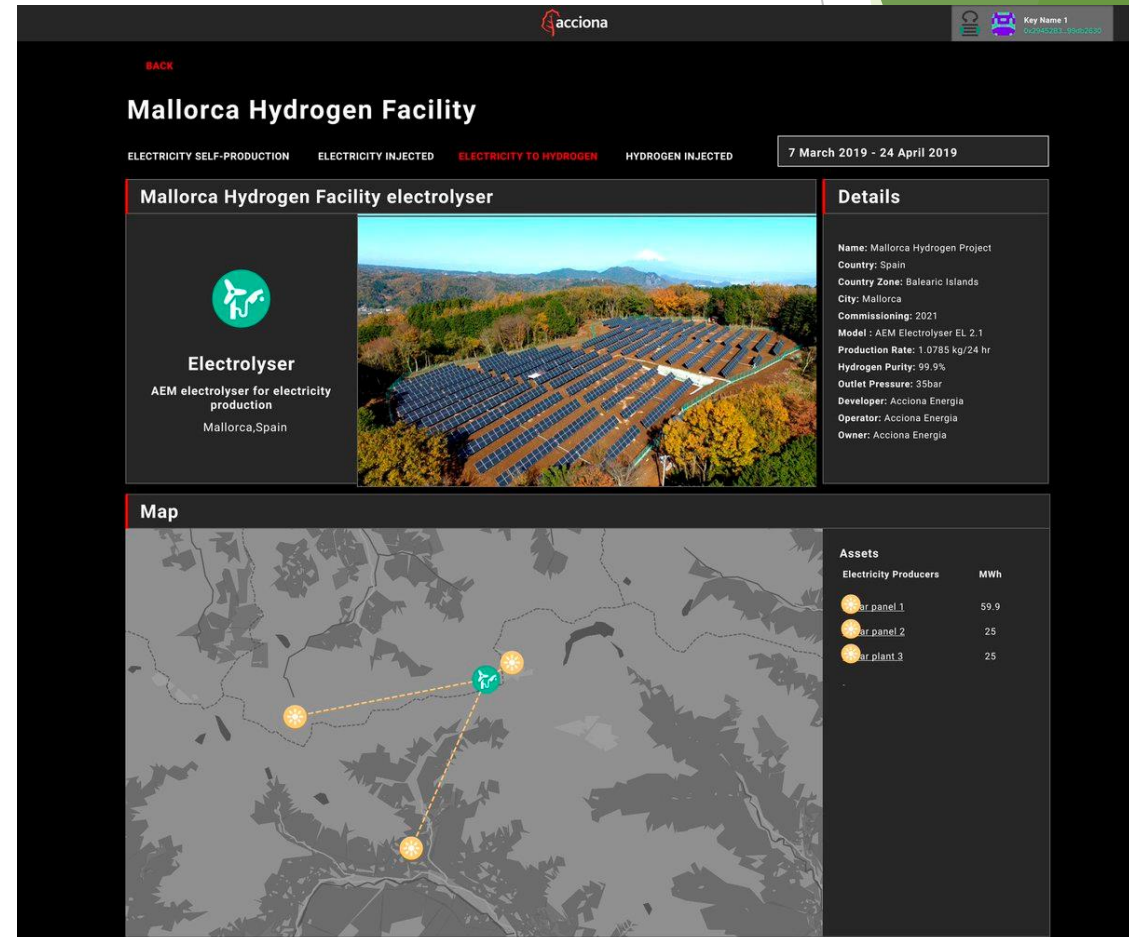 acciona
Key Name 1
BACK
Mallorca Hydrogen Facility
ELECTRICITY SELF-PRODUCTION ELECTRICITY INJECTED ELECTRICITY TO HYDROGEN HYDROGEN INJECTED
7 March 2019 - 24 April 2019
Mallorca Hydrogen Facility electrolyser
Electrolyser
AEM electrolyser for electricity
production
Mallorca,Spain
Details
Name: Mallorca Hydrogen Project
Country: Spain
Country Zone: Balearic Islands
City: Mallorca
Commissioning: 2021
Model : AEM Electrolyser EL 2.1
Production Rate: 1.0785 kg/24 hr
Hydrogen Purity: 99.9%
Outlet Pressure: 35bar
Developer: Acciona Energia
Operator: Acciona Energia
Owner: Acciona Energia
Map
Assets
Electricity Producers MWh
ar panel 1 59.9
ar panel 2 25
ar plant 3 25